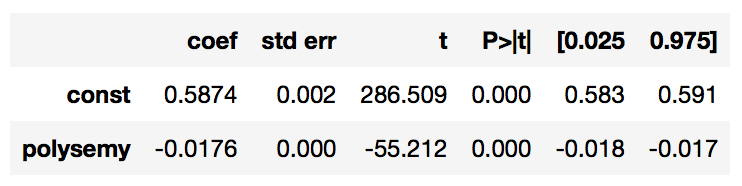 coef std err t P>|t| [0.025 0.975]
const 0.5874 0.002 286.509 0.000 0.583 0.591
polysemy -0.0176 0.000 -55.212 0.000 -0.018 -0.017